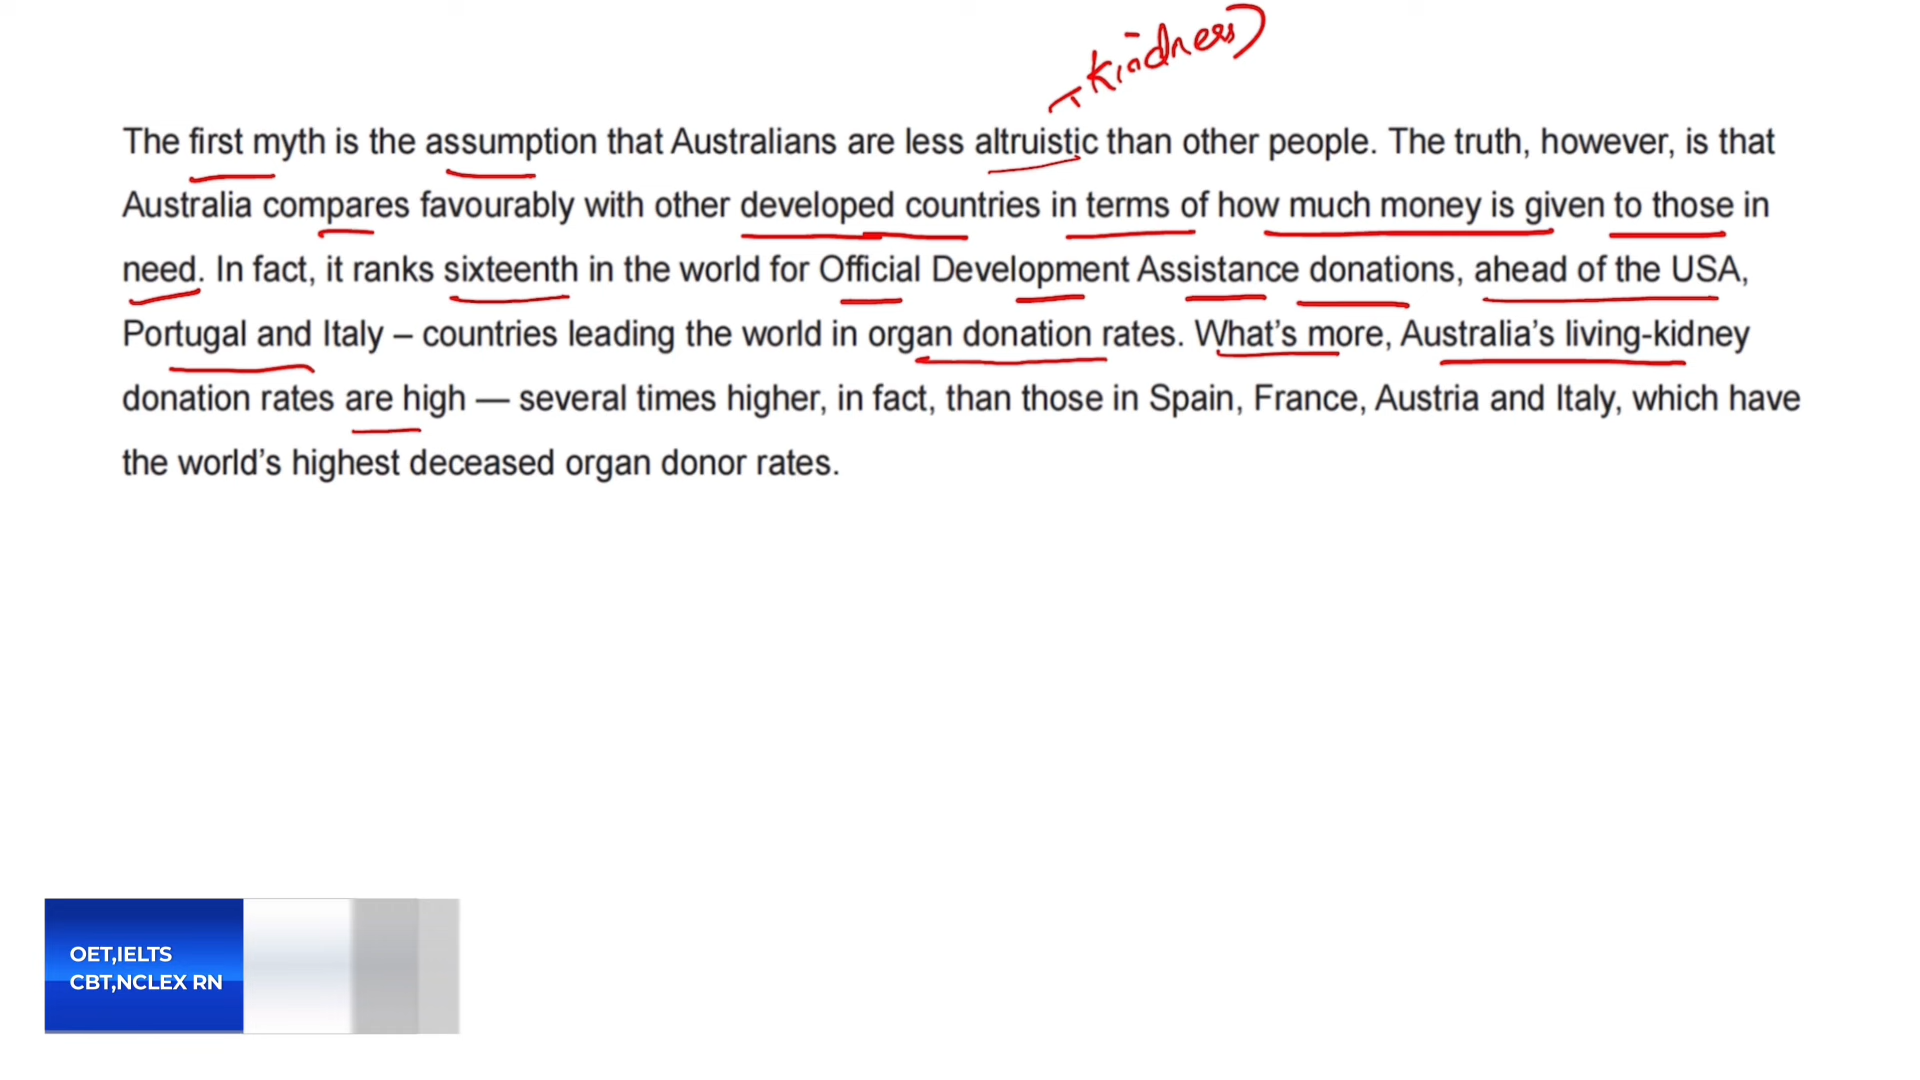 kindness)
The first myth is the assumption that Australians are less altruistic than other people. The truth, however, is that
Australia compares favourably with other developed countries in terms of how much money is given to those in
need. In fact, it ranks sixteenth in the world for Official Development Assistance donations, ahead of the USA,
Portugal and Italy – countries leading the world in organ donation rates. What’s more, Australia’s living-kidney
donation rates are high — several times higher, in fact, than those in Spain, France, Austria and Italy, which have
the world’s highest deceased organ donor rates.
OET,IELTS
CBT,NCLEX RN